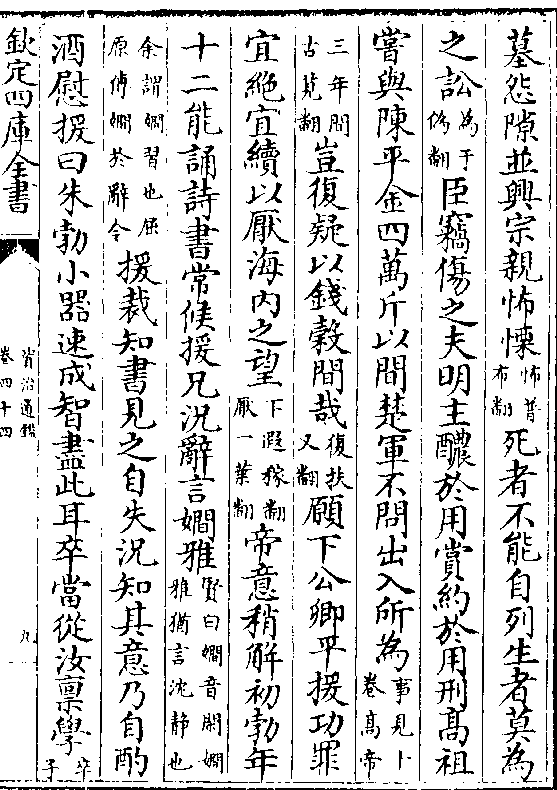 墓怨隙並興宗親怖慄怖普布翻死者不能自列生者莫為
之訟為于偽翻臣竊傷之夫明主醲於用賞約於用刑髙祖
嘗與陳平金四萬斤以間楚軍不問出入所為事見卜卷髙帝
三年間古莧翻豈復疑以錢糓間哉復扶又翻願下公卿平援功罪
宜絶宜續以厭海内之望下遐稼翻厭一葉翻帝意稍解初勃年
十二能誦詩書常候援兄況辭言嫺雅賢曰嫺音閑嫺雅猶言沈静也
余謂嫺習也屈原傅嫺於辭令援裁知書見之自失況知其意乃自酌
酒慰援曰朱勃小器速成智盡此耳卒當從汝禀學卒子
欽定四庫全書
資治通鑑
卷四十四
九